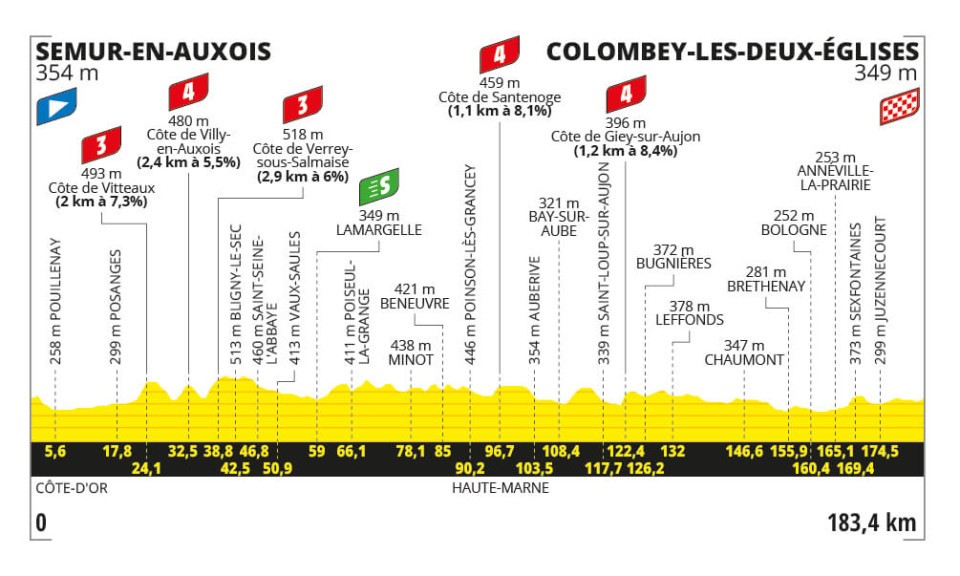 SEMUR-EN-AUXOIS
354 m
COLOMBEY-LES-DEUX-ÉGLISES
349 m
3
493 m
Côte de Vitteaux
(2 km à 7,3%)
4
480 m
Côte de Villy-
en-Auxois
(2,4 km à 5,5%)
3
518 m
Côte de Verrey-
sous-Salmaise
(2,9 km à 6%)
S
349 m
LAMARGELLE
4
459 m
Côte de Santenoge
(1,1 km à 8,1%)
4
396 m
Côte de Giey-sur-Aujon
(1,2 km à 8,4%)
258 m POUILLENAY
299 m POSANGES
513 m BLIGNY-LE-SEC
460 m SAINT-SEINE-
L'ABBAYE
413 m VAUX-SAULES
411 m POISEUL-
LA-GRANGE
438 m
MINOT
421 m
BENEUVRE
446 m POINSON-LÈS-GRANCEY
354 m AUBERIVE
321 m
BAY-SUR-
AUBE
339 m SAINT-LOUP-SUR-AUJON
372 m
BUGNIÈRES
378 m
LEFFONDS
347 m
CHAUMONT
281 m
BRETHENAY
252 m
BOLOGNE
253 m
ANNÉVILLE-
LA-PRAIRIE
373 m SEXFONTAINES
299 m JUZENNECOURT
5,6 17,8 32,5 38,8 46,8 59 66,1 78,1 85 96,7 108,4 122,4 132 146,6 155,9 165,1 174,5
24,1 42,5 50,9 90,2 103,5 117,7 126,2 160,4 169,4
CÔTE-D'OR
HAUTE-MARNE
0
183,4 km